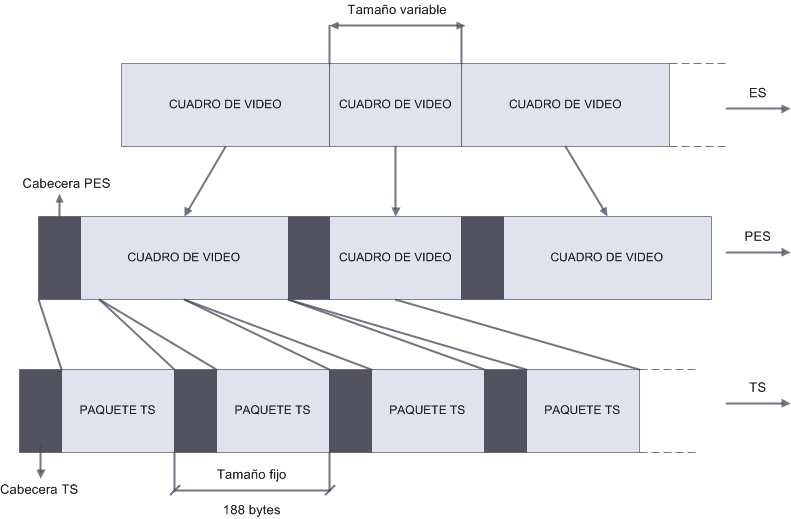 Tamaño variable
CUADRO DE VIDEO
CUADRO DE VIDEO
CUADRO DE VIDEO
ES
Cabecera PES
CUADRO DE VIDEO
CUADRO DE VIDEO
CUADRO DE VIDEO
PES
PAQUETE TS
PAQUETE TS
PAQUETE TS
PAQUETE TS
TS
Cabecera TS
Tamaño fijo
188 bytes